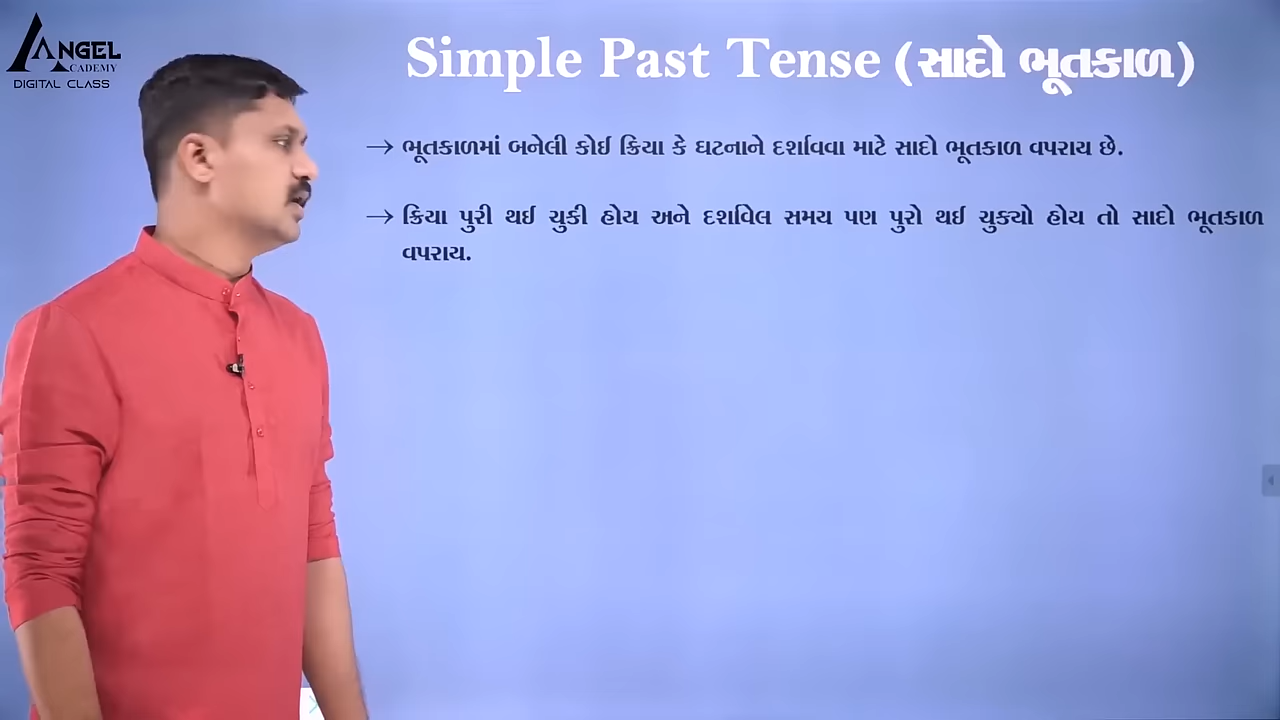 ANGEL
ACADEMY
DIGITAL CLASS
Simple Past Tense (સાદો ભૂતકાળ)
→ ભૂતકાળમાં બનેલી કોઈ ક્રિયા કે ઘટનાને દર્શાવવા માટે સાદો ભૂતકાળ વપરાય છે.
→ ક્રિયા પુરી થઈ ચુકી હોય અને દર્શાવેલ સમય પણ પુરો થઈ ચુક્યો હોય તો સાદો ભૂતકાળ
વપરાય.